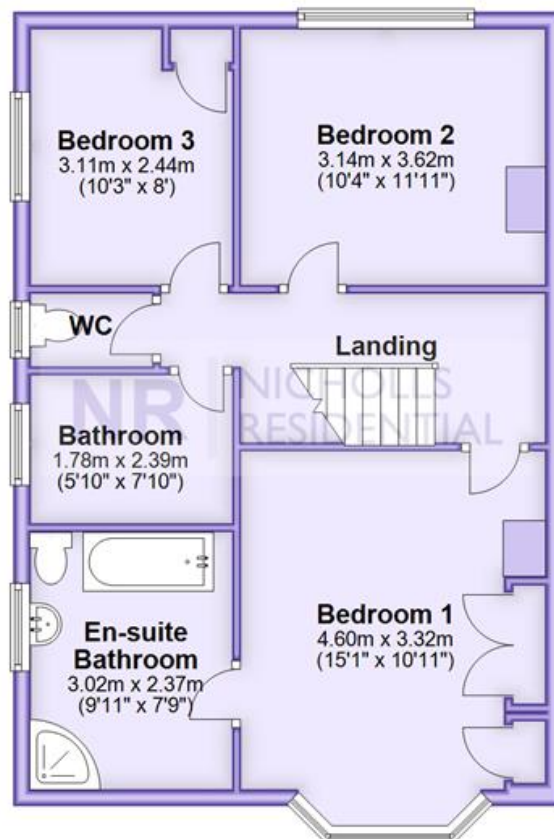 Bedroom 3
3.11m x 2.44m
(10'3" x 8')
Bedroom 2
3.14m x 3.62m
(10'4" x 11'11")
WC
Landing
NR NICHOLLS
RESIDENTIAL
Bathroom
1.78m x 2.39m
(5'10" x 7'10")
En-suite
Bathroom
3.02m x 2.37m
(9'11" x 7'9")
Bedroom 1
4.60m x 3.32m
(15'1" x 10'11")